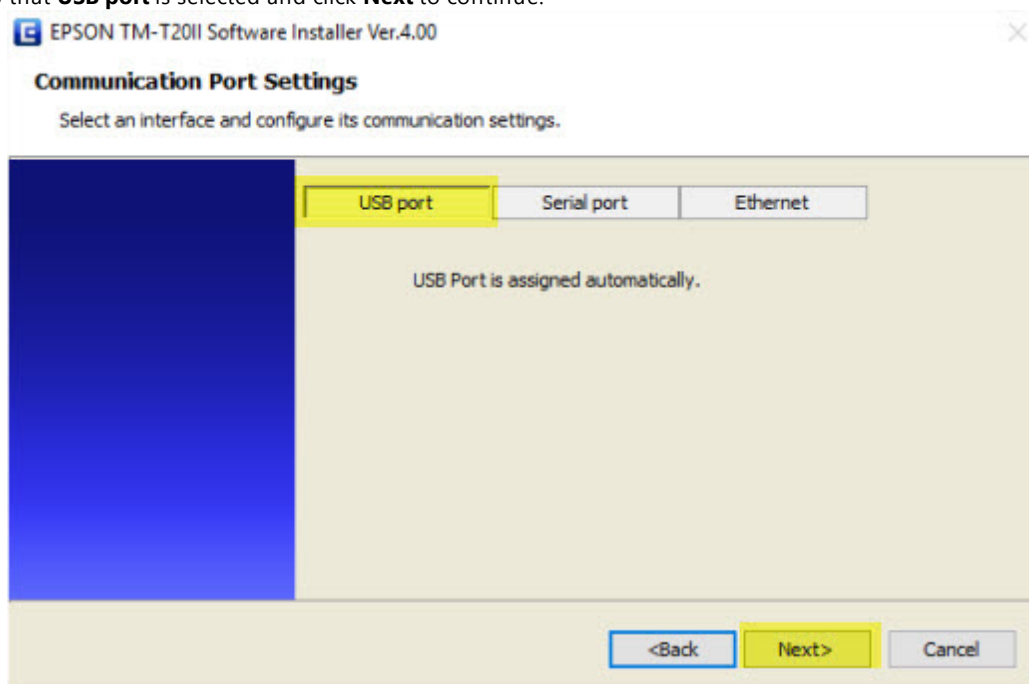 that USB port is selected and click Next to continue.
EPSON TM-T20II Software Installer Ver.4.00
Communication Port Settings
Select an interface and configure its communication settings.
USB port Serial port Ethernet
USB Port is assigned automatically.
<Back Next> Cancel